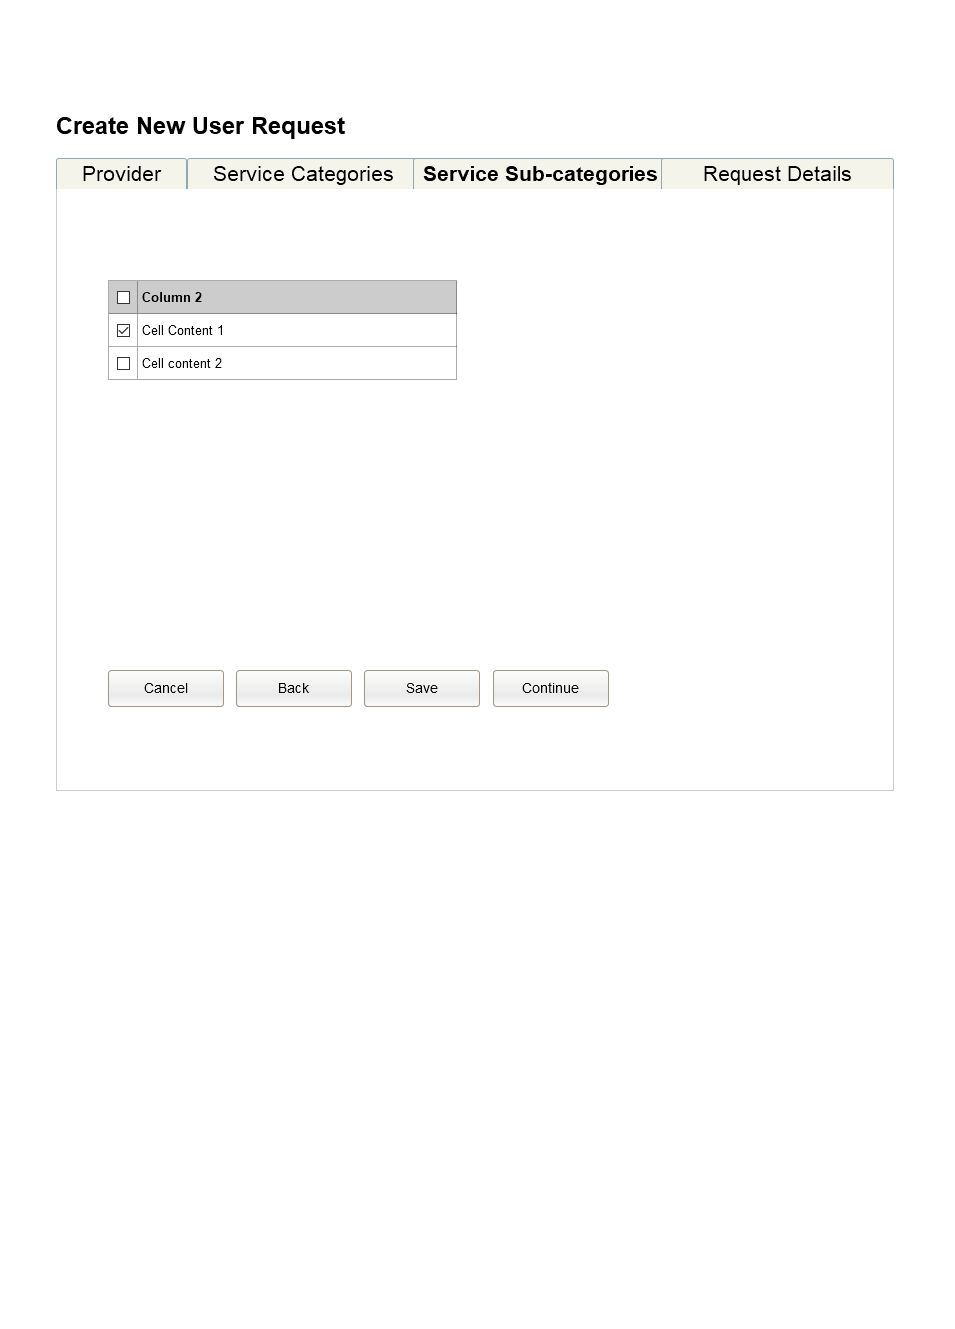 Create New User Request
Provider Service Categories Service Sub-categories Request Details
Column 2
Cell Content 1
Cell content 2
Cancel Back Save Continue